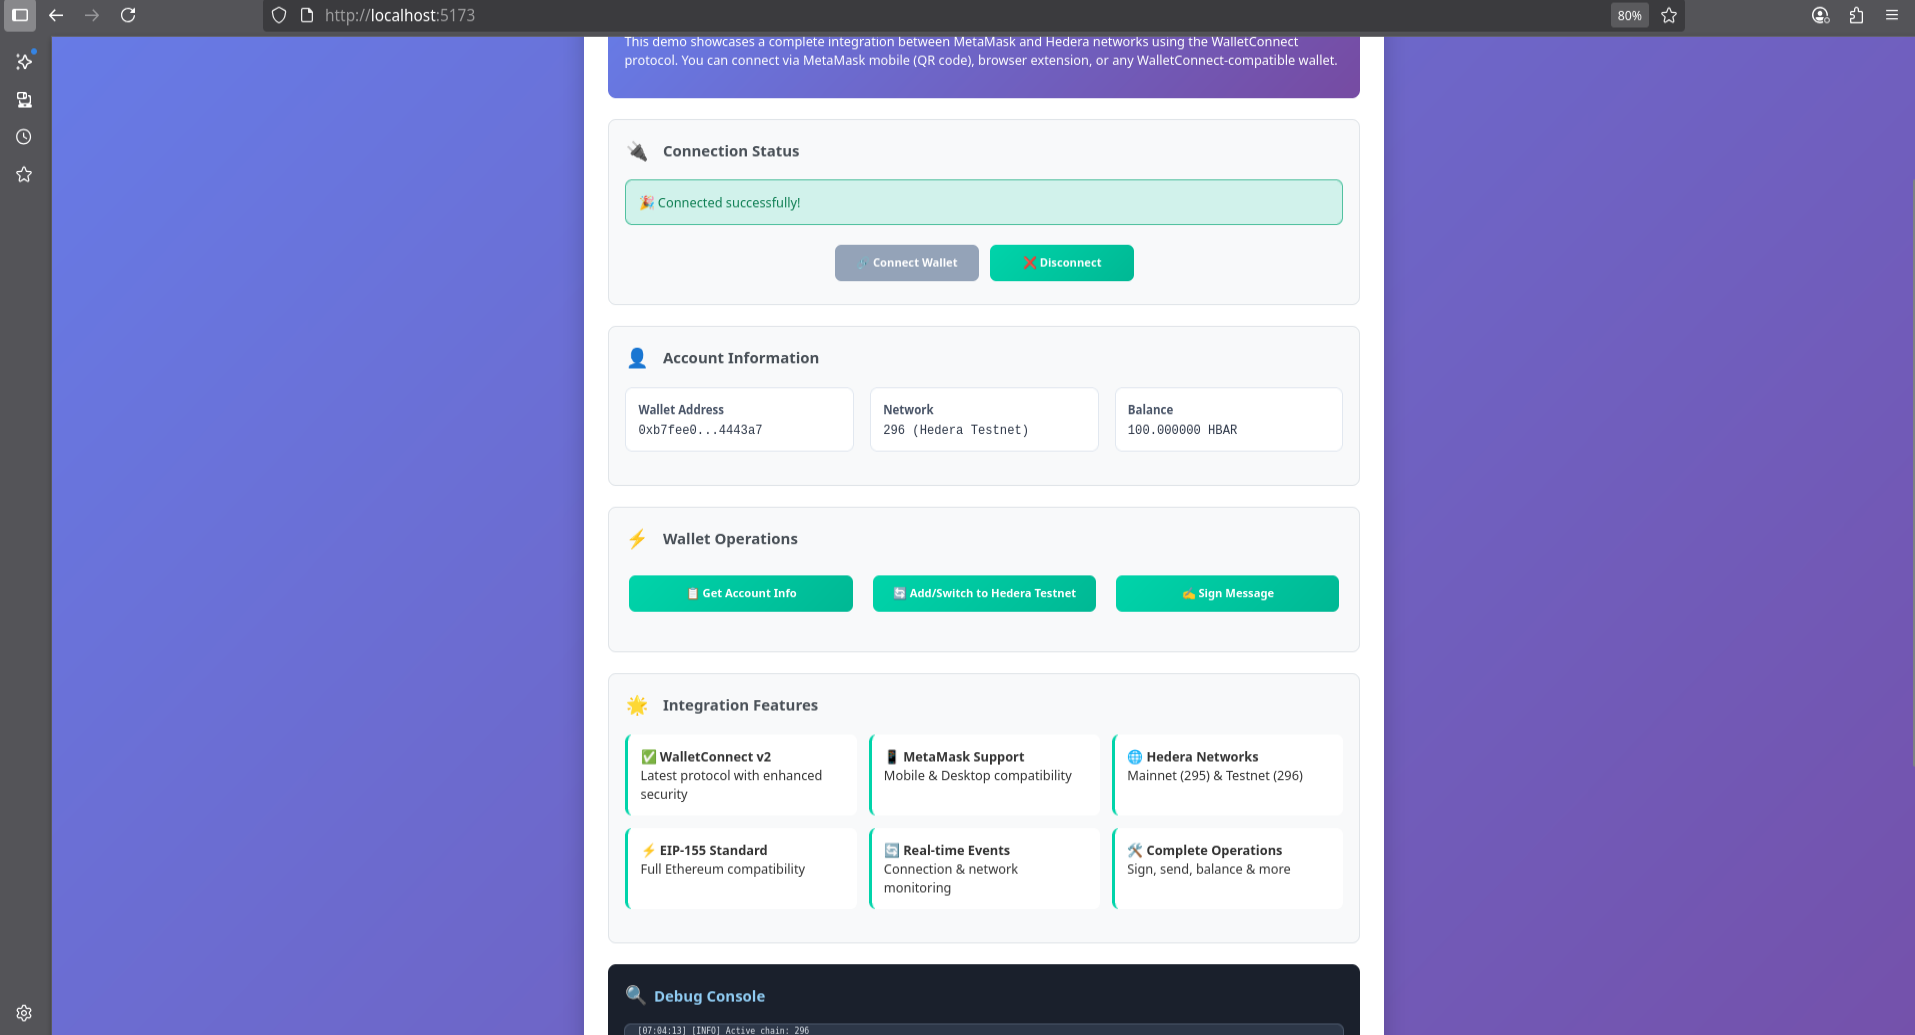 http://localhost:5173
80%
This demo showcases a complete integration between MetaMask and Hedera networks using the WalletConnect
protocol. You can connect via MetaMask mobile (QR code), browser extension, or any WalletConnect-compatible wallet.
🔌 Connection Status
🎉 Connected successfully!
🔗 Connect Wallet
❌ Disconnect
👤 Account Information
Wallet Address
0xb7fee0...4443a7
Network
296 (Hedera Testnet)
Balance
100.000000 HBAR
⚡ Wallet Operations
📋 Get Account Info
🔄 Add/Switch to Hedera Testnet
✍️ Sign Message
🌟 Integration Features
✅ WalletConnect v2
Latest protocol with enhanced
security
📱 MetaMask Support
Mobile & Desktop compatibility
🌐 Hedera Networks
Mainnet (295) & Testnet (296)
⚡ EIP-155 Standard
Full Ethereum compatibility
🔄 Real-time Events
Connection & network
monitoring
🛠️ Complete Operations
Sign, send, balance & more
🔍 Debug Console
[07:04:13] [INFO] Active chain: 296